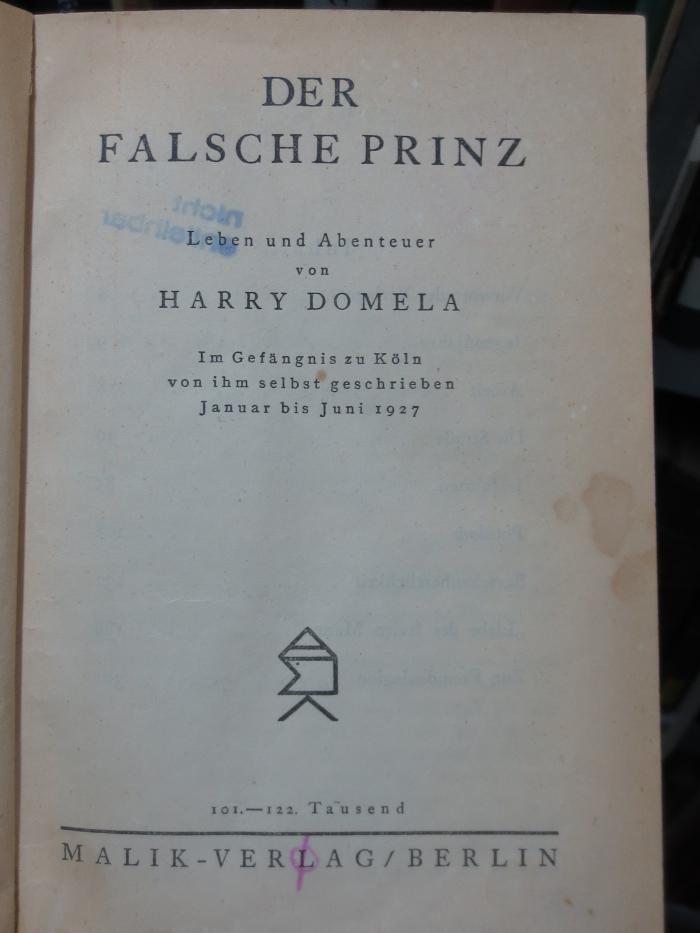 DER
FALSCHE PRINZ
nicht
Leben und Abenteuer
von
HARRY DOMELA
Im Gefängnis zu Köln
von ihm selbst geschrieben
Januar bis Juni 1927
101.—122. Tausend
MALIK-VERLAG/BERLIN